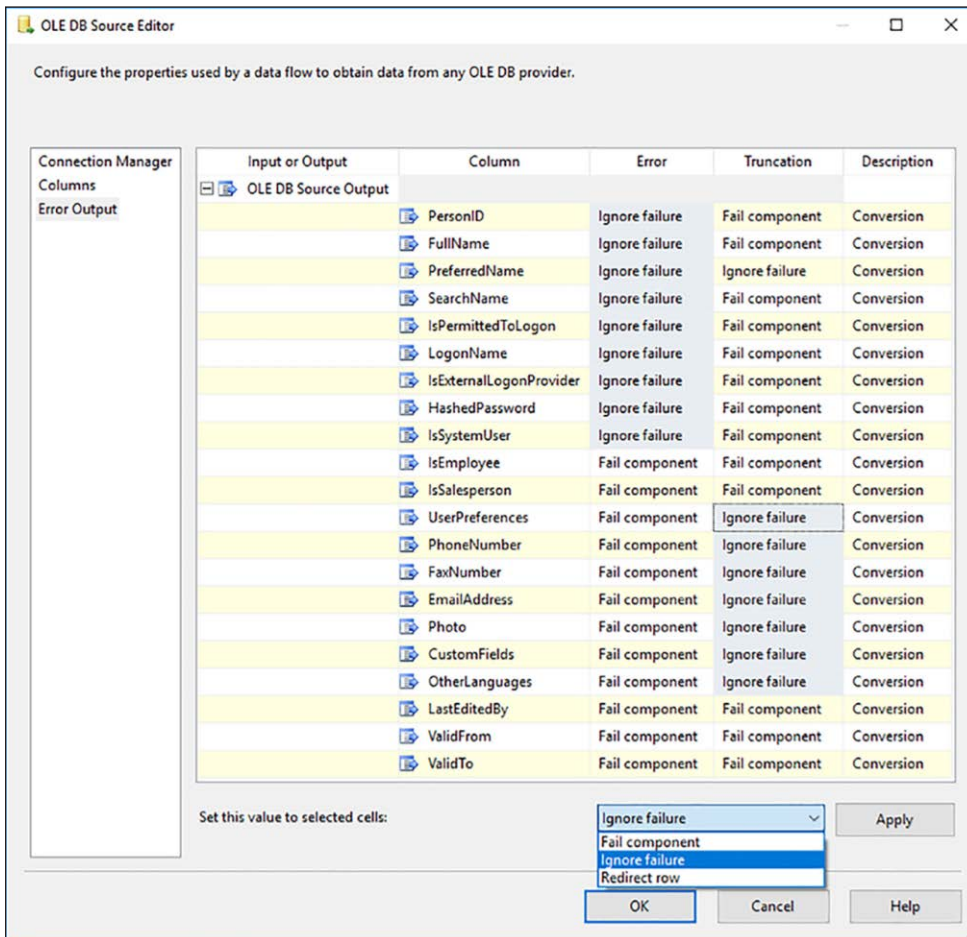 OLE DB Source Editor
Configure the properties used by a data flow to obtain data from any OLE DB provider.
Connection Manager
Columns
Error Output
Input or Output Column Error Truncation Description
OLE DB Source Output
PersonID Ignore failure Fail component Conversion
FullName Ignore failure Fail component Conversion
PreferredName Ignore failure Ignore failure Conversion
SearchName Ignore failure Fail component Conversion
IsPermittedToLogon Ignore failure Fail component Conversion
LogonName Ignore failure Fail component Conversion
IsExternalLogonProvider Ignore failure Fail component Conversion
HashedPassword Ignore failure Fail component Conversion
IsSystemUser Ignore failure Fail component Conversion
IsEmployee Fail component Fail component Conversion
IsSalesperson Fail component Fail component Conversion
UserPreferences Fail component Ignore failure Conversion
PhoneNumber Fail component Ignore failure Conversion
FaxNumber Fail component Ignore failure Conversion
EmailAddress Fail component Ignore failure Conversion
Photo Fail component Ignore failure Conversion
CustomFields Fail component Ignore failure Conversion
OtherLanguages Fail component Ignore failure Conversion
LastEditedBy Fail component Fail component Conversion
ValidFrom Fail component Fail component Conversion
ValidTo Fail component Fail component Conversion
Set this value to selected cells: Ignore failure Apply
Fail component
Ignore failure
Redirect row
OK Cancel Help